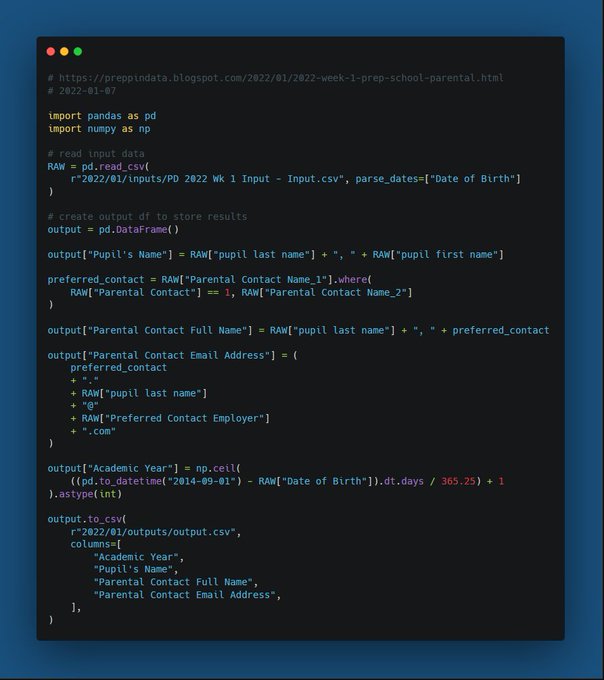 # https://preppindata.blogspot.com/2022/01/2022-week-1-prep-school-parental.html
# 2022-01-07

import pandas as pd
import numpy as np

# read input data
RAW = pd.read_csv(
    r"2022/01/inputs/PD 2022 Wk 1 Input - Input.csv", parse_dates=["Date of Birth"]
)

# create output df to store results
output = pd.DataFrame()

output["Pupil's Name"] = RAW["pupil last name"] + ", " + RAW["pupil first name"]

preferred_contact = RAW["Parental Contact Name_1"].where(
    RAW["Parental Contact"] == 1, RAW["Parental Contact Name_2"]
)

output["Parental Contact Full Name"] = RAW["pupil last name"] + ", " + preferred_contact

output["Parental Contact Email Address"] = (
    preferred_contact
    + "."
    + RAW["pupil last name"]
    + "@"
    + RAW["Preferred Contact Employer"]
    + ".com"
)

output["Academic Year"] = np.ceil(
    ((pd.to_datetime("2014-09-01") - RAW["Date of Birth"]).dt.days / 365.25) + 1
).astype(int)

output.to_csv(
    r"2022/01/outputs/output.csv",
    columns=[
        "Academic Year",
        "Pupil's Name",
        "Parental Contact Full Name",
        "Parental Contact Email Address",
    ],
)